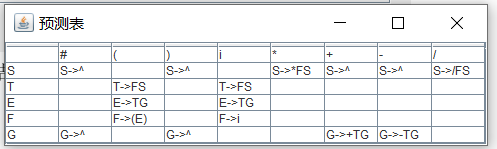 预测表
# ( ) i * + - /
S S->^ S->^ S->*FS S->^ S->^ S->/FS
T T->FS T->FS
E E->TG E->TG
F F->(E) F->i
G G->^ G->^ G->+TG G->-TG